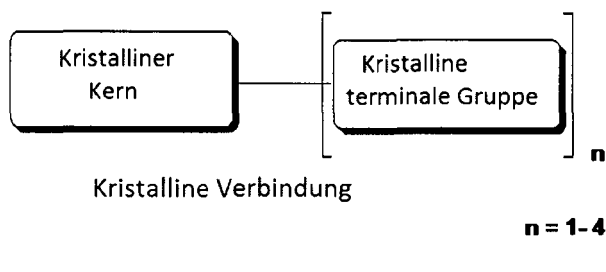 Kristalliner
Kern
Kristalline
terminale Gruppe
n
Kristalline Verbindung
n = 1-4